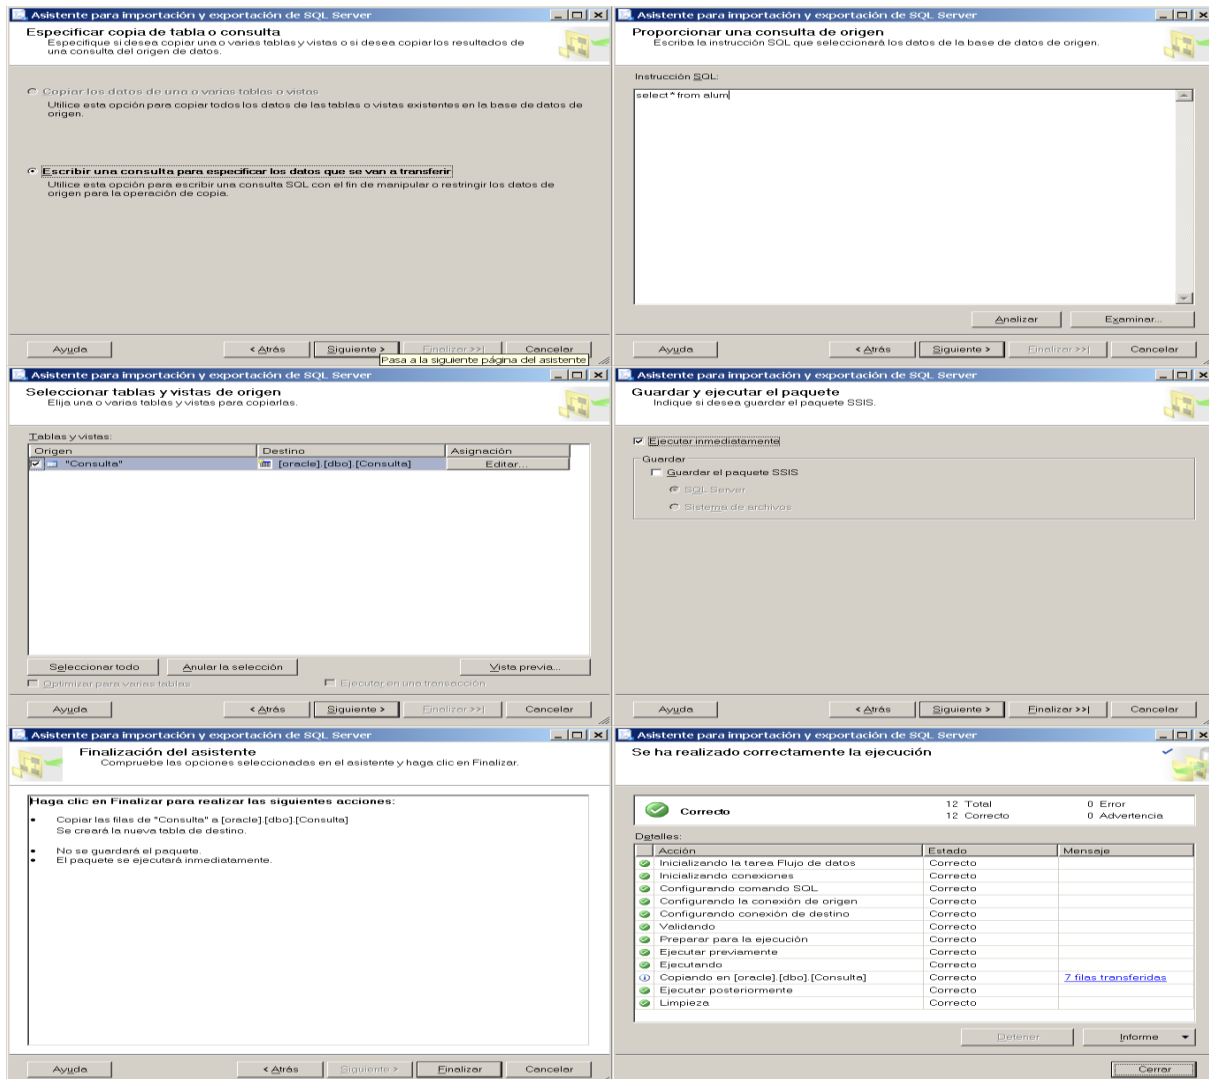 Asistente para importación y exportación de SQL Server
Especificar copia de tabla o consulta
Especifique si desea copiar una o varias tablas y vistas o si desea copiar los resultados de
una consulta del origen de datos.
Copiar los datos de una o varias tablas o vistas
Utilice esta opción para copiar todos los datos de las tablas o vistas existentes en la base de datos de
origen.
Escribir una consulta para especificar los datos que se van a transferir
Utilice esta opción para escribir una consulta SQL con el fin de manipular o restringir los datos de
origen para la operación de copia.
Ayuda
< Atrás
Siguiente >
Finalizar >>|
Cancelar
Pasa a la siguiente página del asistente
Asistente para importación y exportación de SQL Server
Proporcionar una consulta de origen
Escriba la instrucción SQL que seleccionará los datos de la base de datos de origen.
Instrucción SQL:
select * from alum
Analizar
Examinar...
Ayuda
< Atrás
Siguiente >
Finalizar >>|
Cancelar
Asistente para importación y exportación de SQL Server
Seleccionar tablas y vistas de origen
Elija una o varias tablas y vistas para copiarlas.
Tablas y vistas:
Origen Destino Asignación
"Consulta" [oracle].[dbo].[Consulta] Editar...
Seleccionar todo
Anular la selección
Vista previa...
Optimizar para varias tablas
Ejecutar en una transacción
Ayuda
< Atrás
Siguiente >
Finalizar >>|
Cancelar
Asistente para importación y exportación de SQL Server
Guardar y ejecutar el paquete
Indique si desea guardar el paquete SSIS.
Ejecutar inmediatamente
Guardar
Guardar el paquete SSIS
SQL Server
Sistema de archivos
Ayuda
< Atrás
Siguiente >
Finalizar >>|
Cancelar
Asistente para importación y exportación de SQL Server
Finalización del asistente
Compruebe las opciones seleccionadas en el asistente y haga clic en Finalizar.
Haga clic en Finalizar para realizar las siguientes acciones:
Copiar las filas de "Consulta" a [oracle].[dbo].[Consulta]
Se creará la nueva tabla de destino.
No se guardará el paquete.
El paquete se ejecutará inmediatamente.
Ayuda
< Atrás
Siguiente >
Finalizar
Cancelar
Asistente para importación y exportación de SQL Server
Se ha realizado correctamente la ejecución
Correcto
12 Total 0 Error
12 Correcto 0 Advertencia
Detalles:
Acción Estado Mensaje
Inicializando la tarea Flujo de datos Correcto
Inicializando conexiones Correcto
Configurando comando SQL Correcto
Configurando la conexión de origen Correcto
Configurando conexión de destino Correcto
Validando Correcto
Preparar para la ejecución Correcto
Ejecutar previamente Correcto
Ejecutando Correcto
Copiando en [oracle].[dbo].[Consulta] Correcto 7 filas transferidas
Ejecutar posteriormente Correcto
Limpieza Correcto
Detener
Informe
Cerrar